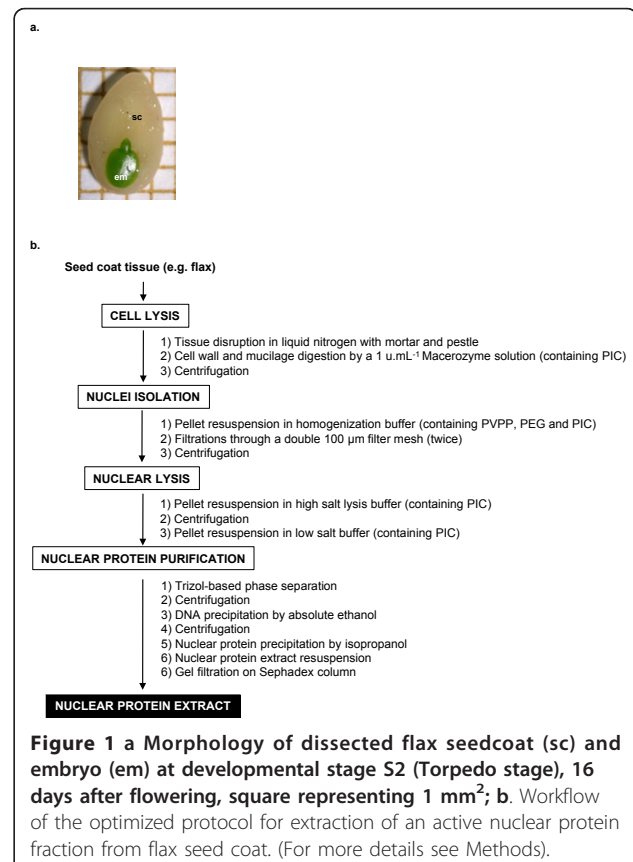 a.
sc
em
b.
Seed coat tissue (e.g. flax)
CELL LYSIS
1) Tissue disruption in liquid nitrogen with mortar and pestle
2) Cell wall and mucilage digestion by a 1 u.mL-1 Macerozyme solution (containing PIC)
3) Centrifugation
NUCLEI ISOLATION
1) Pellet resuspension in homogenization buffer (containing PVPP, PEG and PIC)
2) Filtrations through a double 100 µm filter mesh (twice)
3) Centrifugation
NUCLEAR LYSIS
1) Pellet resuspension in high salt lysis buffer (containing PIC)
2) Centrifugation
3) Pellet resuspension in low salt buffer (containing PIC)
NUCLEAR PROTEIN PURIFICATION
1) Trizol-based phase separation
2) Centrifugation
3) DNA precipitation by absolute ethanol
4) Centrifugation
5) Nuclear protein precipitation by isopropanol
6) Nuclear protein extract resuspension
6) Gel filtration on Sephadex column
NUCLEAR PROTEIN EXTRACT
Figure 1 a Morphology of dissected flax seedcoat (sc) and
embryo (em) at developmental stage S2 (Torpedo stage), 16
days after flowering, square representing 1 mm²; b. Workflow
of the optimized protocol for extraction of an active nuclear protein
fraction from flax seed coat. (For more details see Methods).